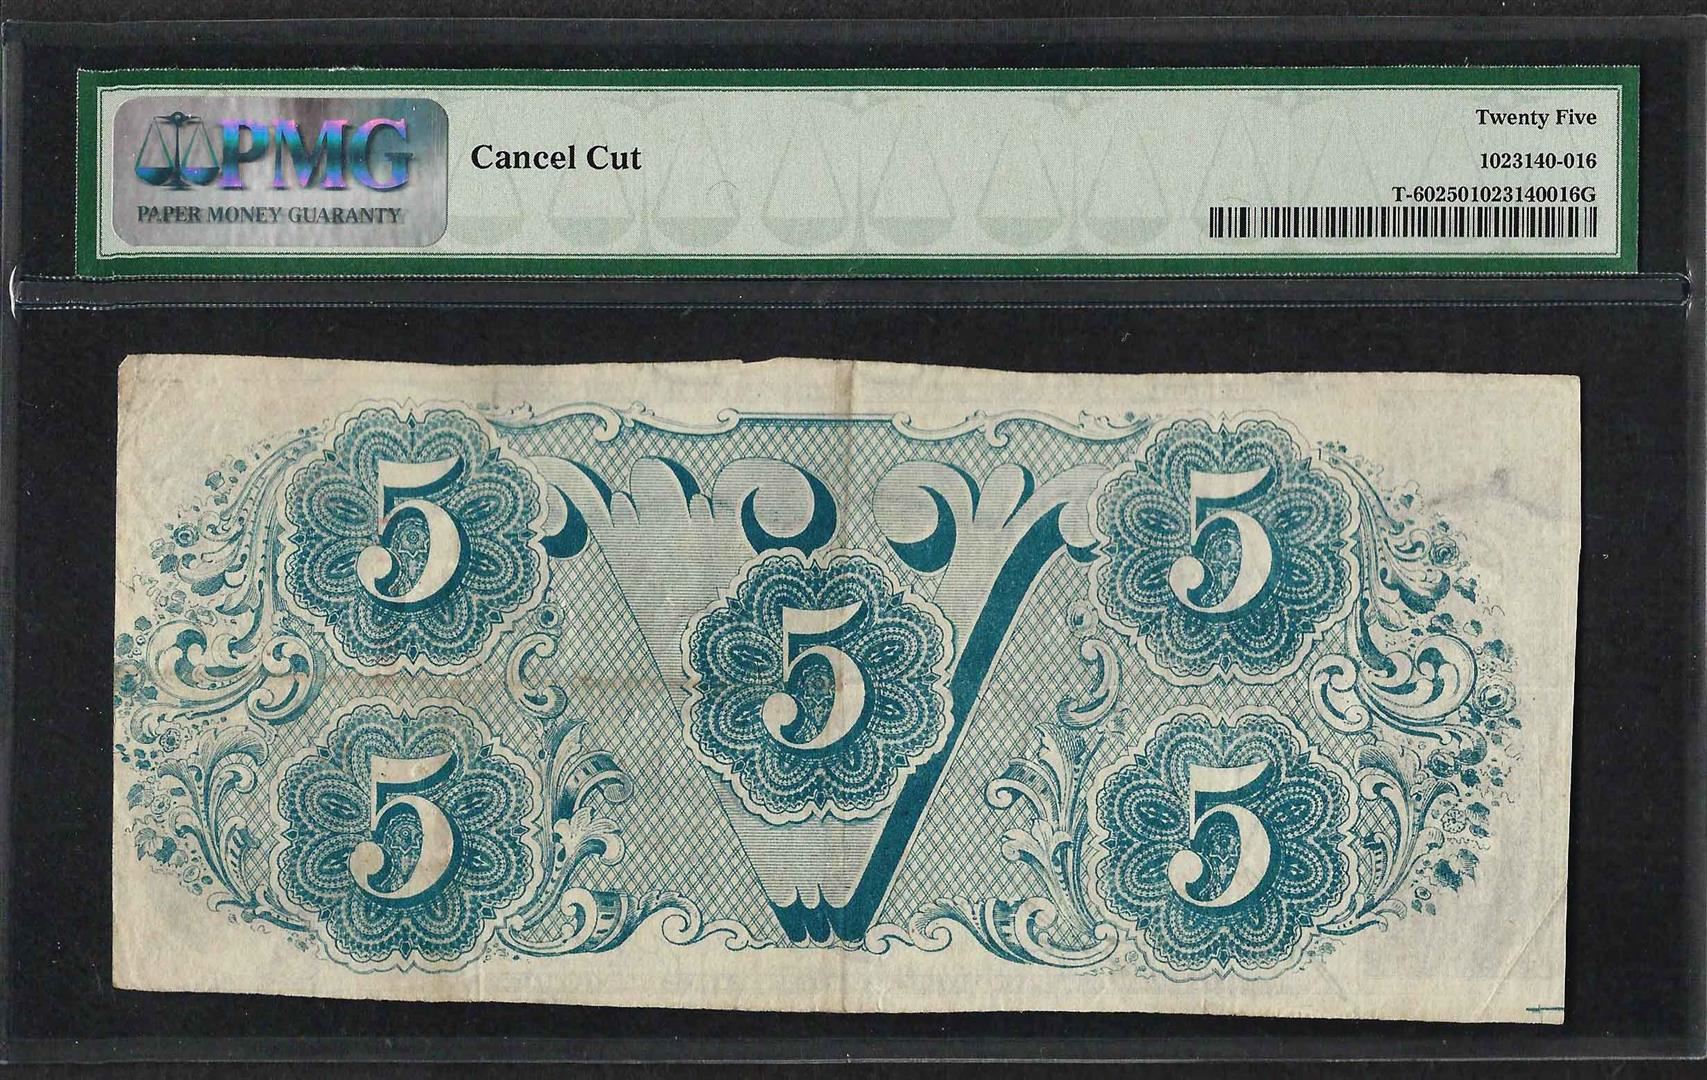 PMG
PAPER MONEY GUARANTY
Cancel Cut
Twenty Five
1023140-016
T-602501023140016G
5
5
5
5
5
V